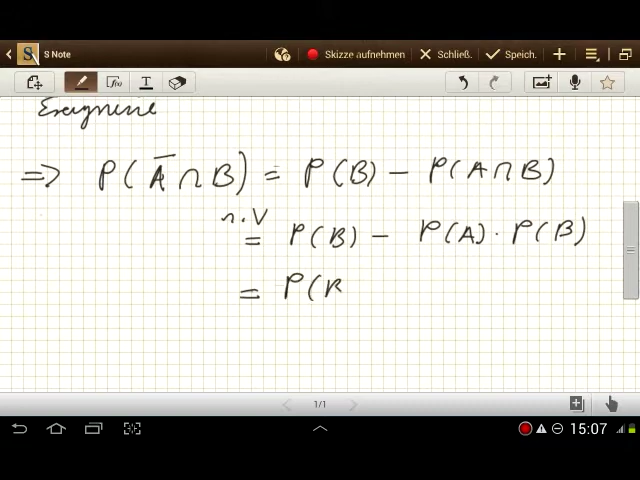 S Note
Skizze aufnehmen
Schließ.
Speich.
Ereignisse
=> P(Ā ∩ B) = P(B) - P(A ∩ B)
n.V
= P(B) - P(A) · P(B)
= P(B
1/1
15:07